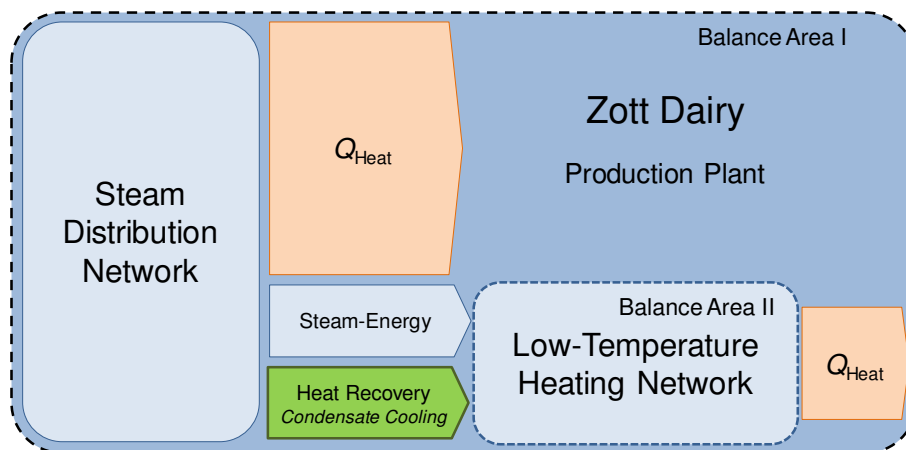 Balance Area I
Zott Dairy
Production Plant
Steam
Distribution
Network
QHeat
Steam-Energy
Heat Recovery
Condensate Cooling
Balance Area II
Low-Temperature
Heating Network
QHeat